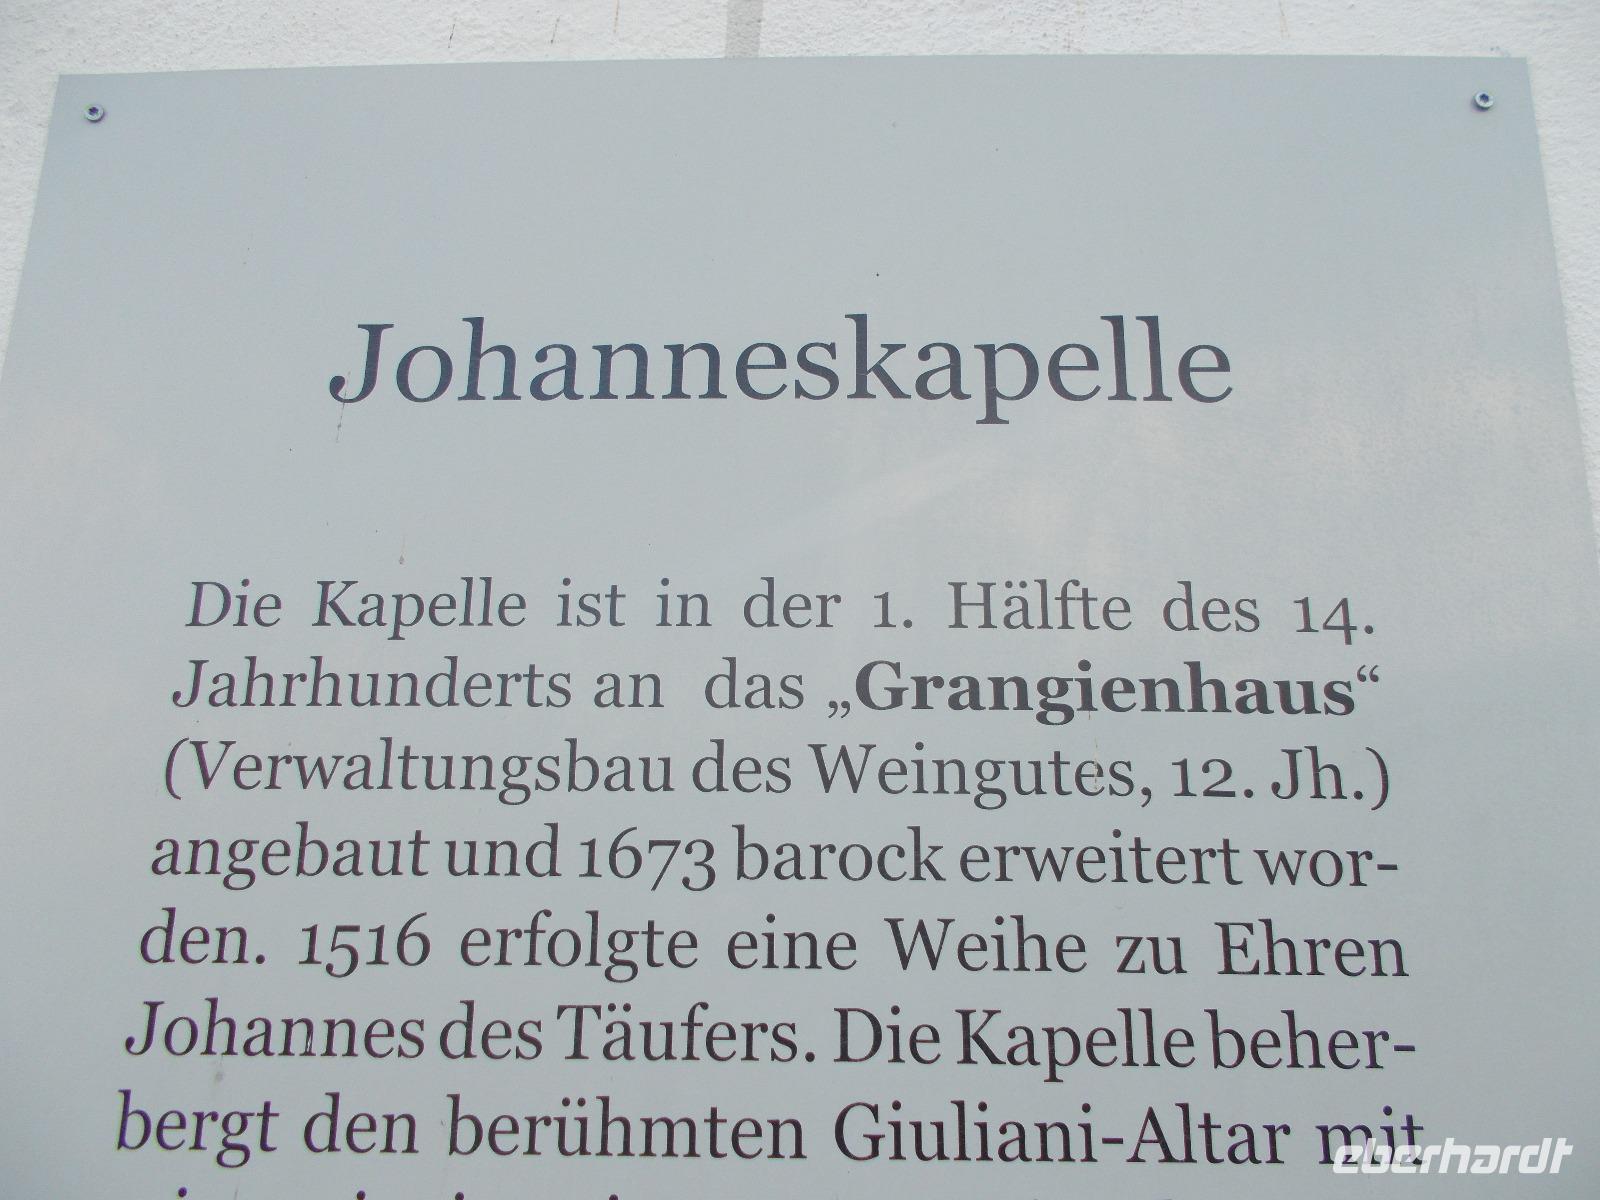 Johanneskapelle
Die Kapelle ist in der 1. Hälfte des 14.
Jahrhunderts an das „Grangienhaus“
(Verwaltungsbau des Weingutes, 12. Jh.)
angebaut und 1673 barock erweitert wor-
den. 1516 erfolgte eine Weihe zu Ehren
Johannes des Täufers. Die Kapelle beher-
bergt den berühmten Giuliani-Altar mit
eberhardt